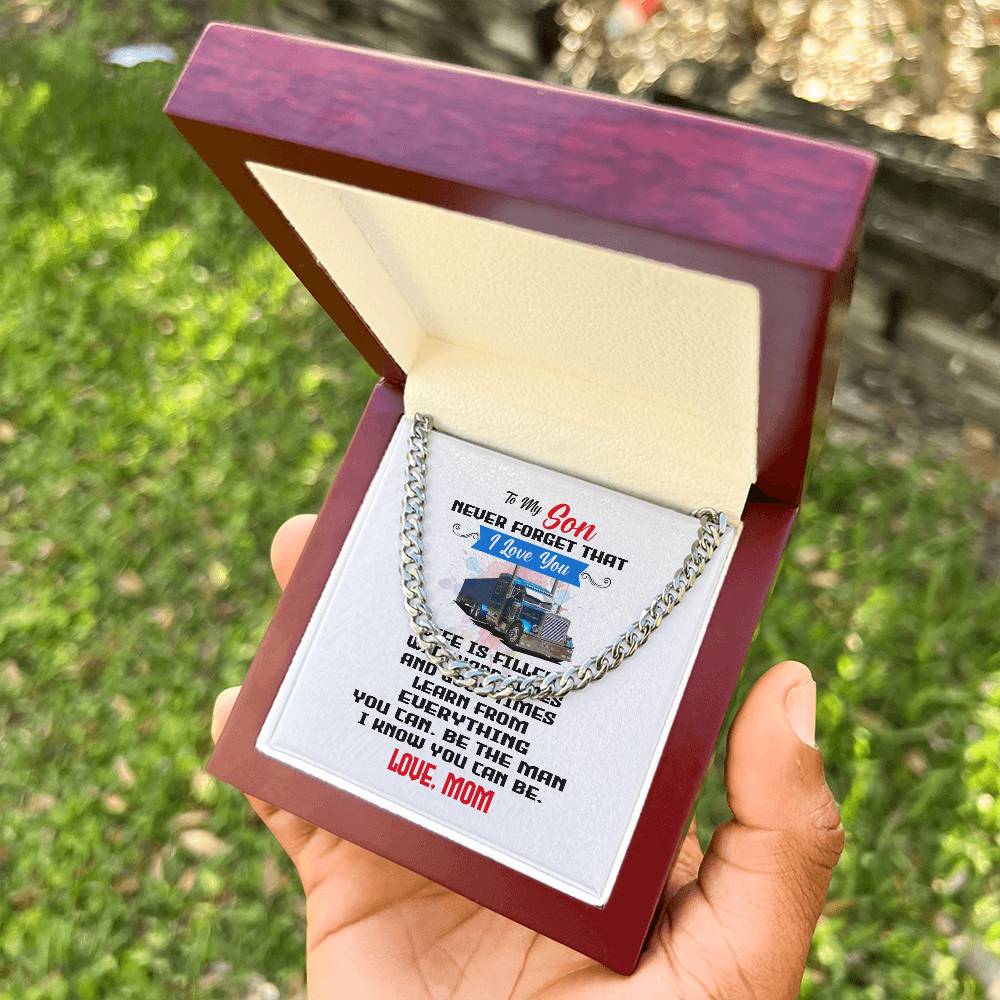 To My Son
NEVER FORGET THAT
I Love You
IS FILLE
AND
LEARN FROM
EVERYTHING
YOU CAN. BE THE MAN
I KNOW YOU CAN BE.
LOVE, MOM